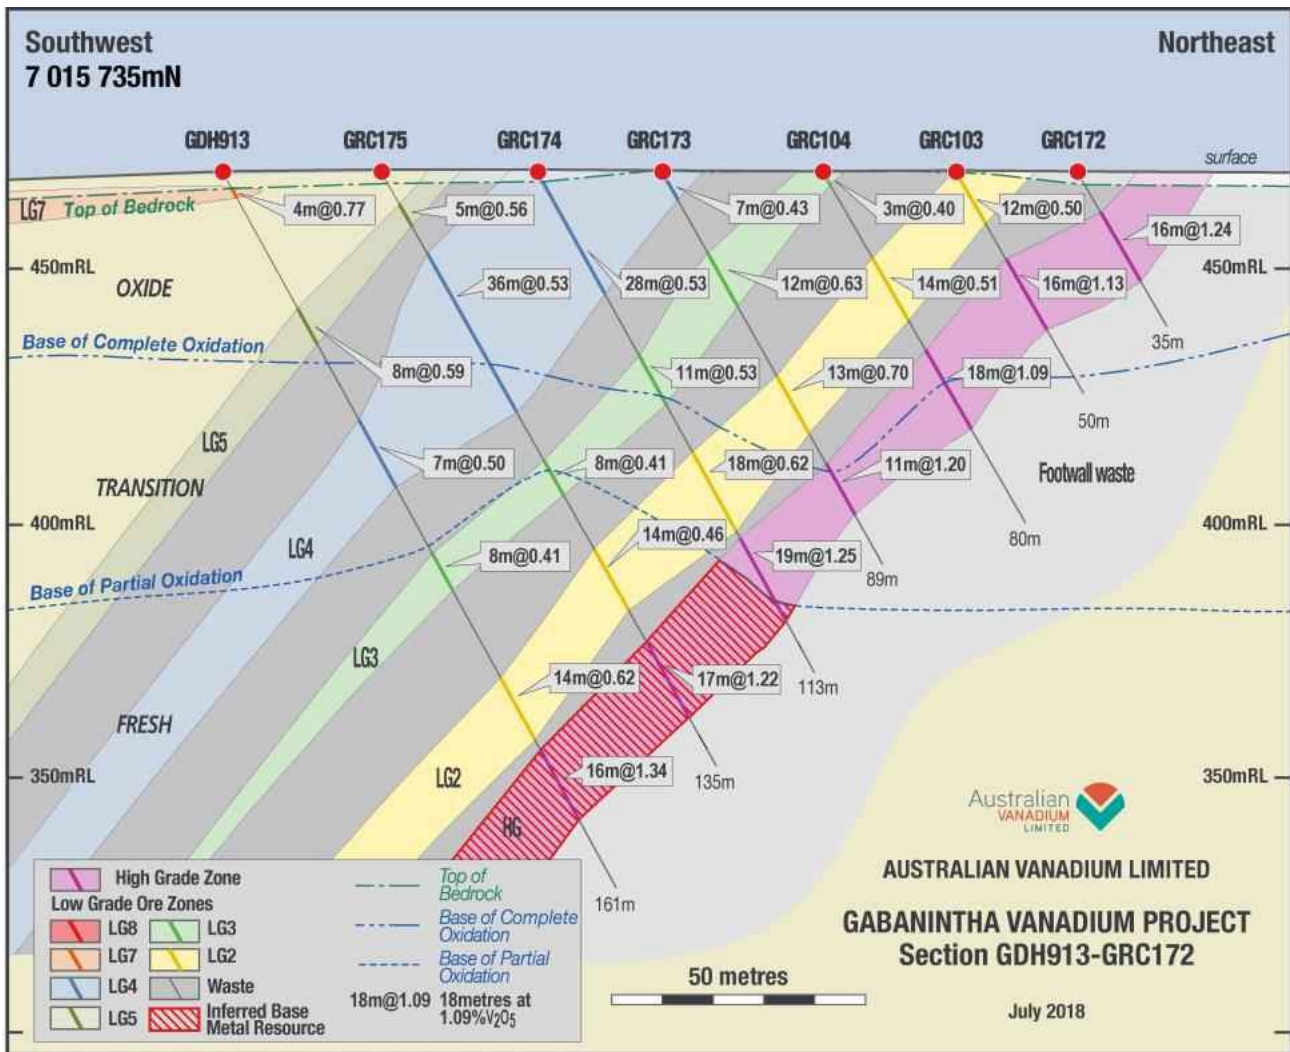 Southwest
7 015 735mN
Northeast
GDH913
GRC175
GRC174
GRC173
GRC104
GRC103
GRC172
surface
LG7
Top of Bedrock
4m@0.77
5m@0.56
7m@0.43
3m@0.40
12m@0.50
16m@1.24
450mRL
OXIDE
36m@0.53
28m@0.53
12m@0.63
14m@0.51
16m@1.13
450mRL
Base of Complete Oxidation
35m
8m@0.59
11m@0.53
13m@0.70
18m@1.09
50m
LG5
7m@0.50
8m@0.41
18m@0.62
11m@1.20
Footwall waste
TRANSITION
400mRL
LG4
14m@0.46
80m
400mRL
Base of Partial Oxidation
8m@0.41
19m@1.25
89m
LG3
14m@0.62
17m@1.22
113m
FRESH
350mRL
LG2
16m@1.34
135m
350mRL
HG
Australian
VANADIUM
LIMITED
161m
High Grade Zone
Low Grade Ore Zones
LG8
LG3
LG7
LG2
LG4
Waste
LG5
Inferred Base
Metal Resource
Top of
Bedrock
Base of Complete
Oxidation
Base of Partial
Oxidation
18m@1.09
18metres at
1.09%V₂O₅
50 metres
AUSTRALIAN VANADIUM LIMITED
GABANINTHA VANADIUM PROJECT
Section GDH913-GRC172
July 2018